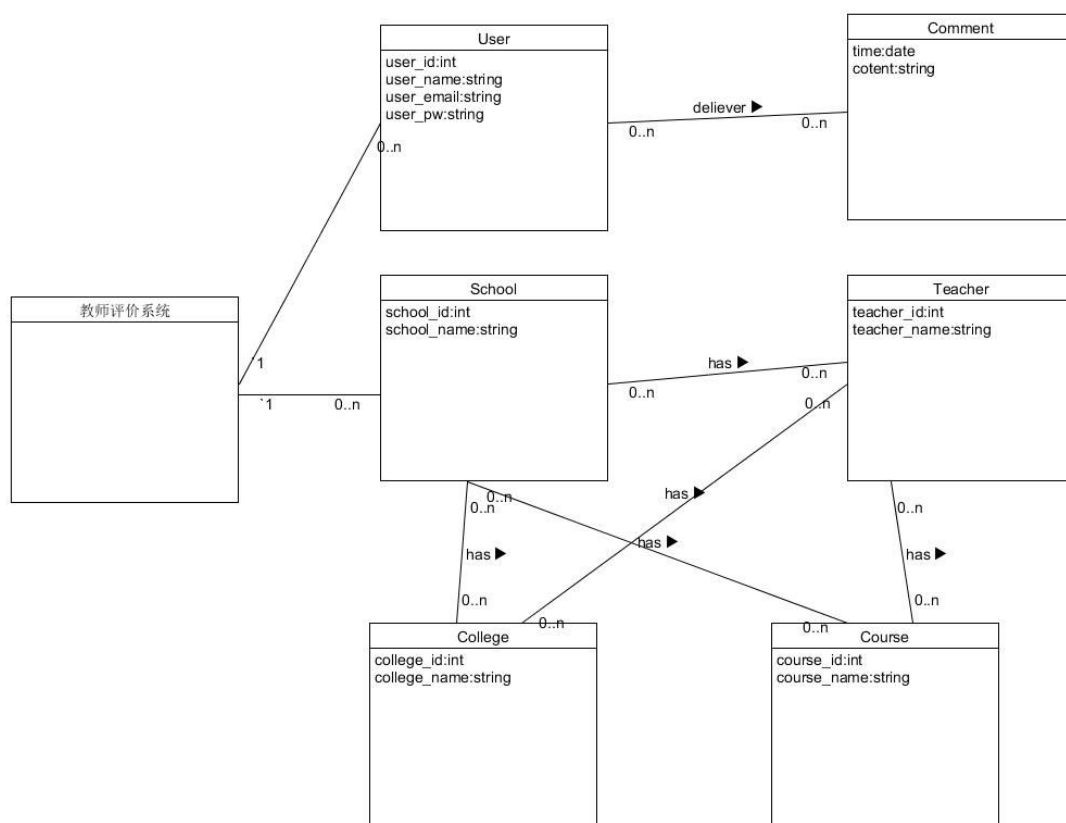 User
user_id:int
user_name:string
user_email:string
user_pw:string
Comment
time:date
cotent:string
deliever ▶
0..n
0..n
0..n
教师评价系统
`1
`1
0..n
School
school_id:int
school_name:string
Teacher
teacher_id:int
teacher_name:string
has ▶
0..n
0..n
0..n
0..n
0..n
has ▶
0..n
has ▶
has ▶
has ▶
0..n
0..n
0..n
0..n
College
college_id:int
college_name:string
Course
course_id:int
course_name:string